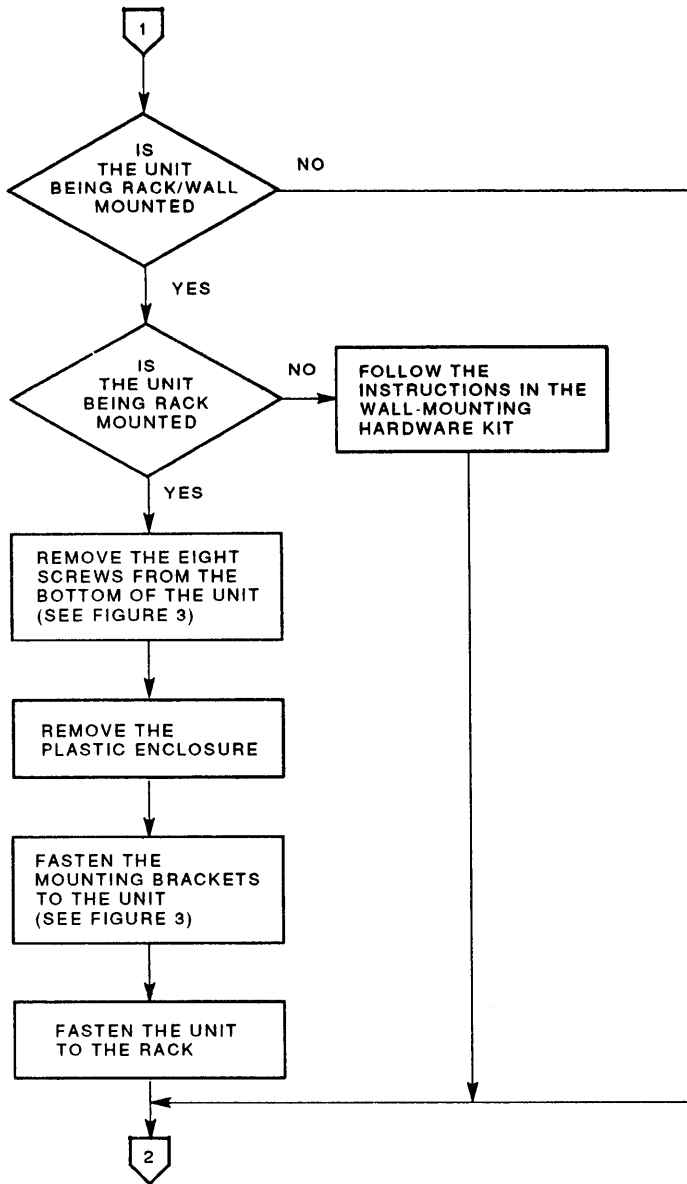 1
IS
THE UNIT
BEING RACK/WALL
MOUNTED
NO
YES
IS
THE UNIT
BEING RACK
MOUNTED
NO
FOLLOW THE
INSTRUCTIONS IN THE
WALL-MOUNTING
HARDWARE KIT
YES
REMOVE THE EIGHT
SCREWS FROM THE
BOTTOM OF THE UNIT
(SEE FIGURE 3)
REMOVE THE
PLASTIC ENCLOSURE
FASTEN THE
MOUNTING BRACKETS
TO THE UNIT
(SEE FIGURE 3)
FASTEN THE UNIT
TO THE RACK
2